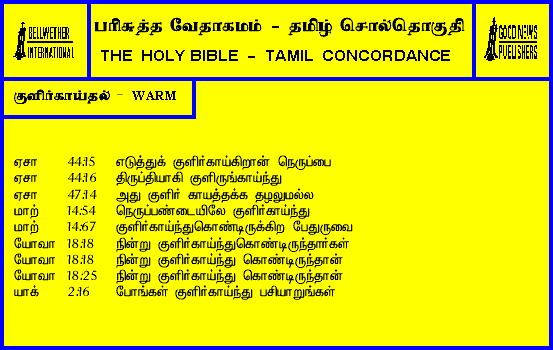 BELLWETHER
INTERNATIONAL
பரிசுத்த வேதாகமம் - தமிழ் சொல்தொகுதி
THE HOLY BIBLE - TAMIL CONCORDANCE
GOOD NEWS
PUBLISHERS
குளிர்காய்தல் - WARM
ஏசா 44:15 எடுத்துக் குளிர்காய்கிறான் நெருப்பை
ஏசா 44:16 திருப்தியாகி குளிருங்காய்ந்து
ஏசா 47:14 அது குளிர் காயத்தக்க தழலுமல்ல
மாற் 14:54 நெருப்பண்டையிலே குளிர்காய்ந்து
மாற் 14:67 குளிர்காய்ந்துகொண்டிருக்கிற பேதுருவை
யோவா 18:18 நின்று குளிர்காய்ந்துகொண்டிருந்தார்கள்
யோவா 18:18 நின்று குளிர்காய்ந்து கொண்டிருந்தான்
யோவா 18:25 நின்று குளிர்காய்ந்து கொண்டிருந்தான்
யாக் 2:16 போங்கள் குளிர்காய்ந்து பசியாறுங்கள்